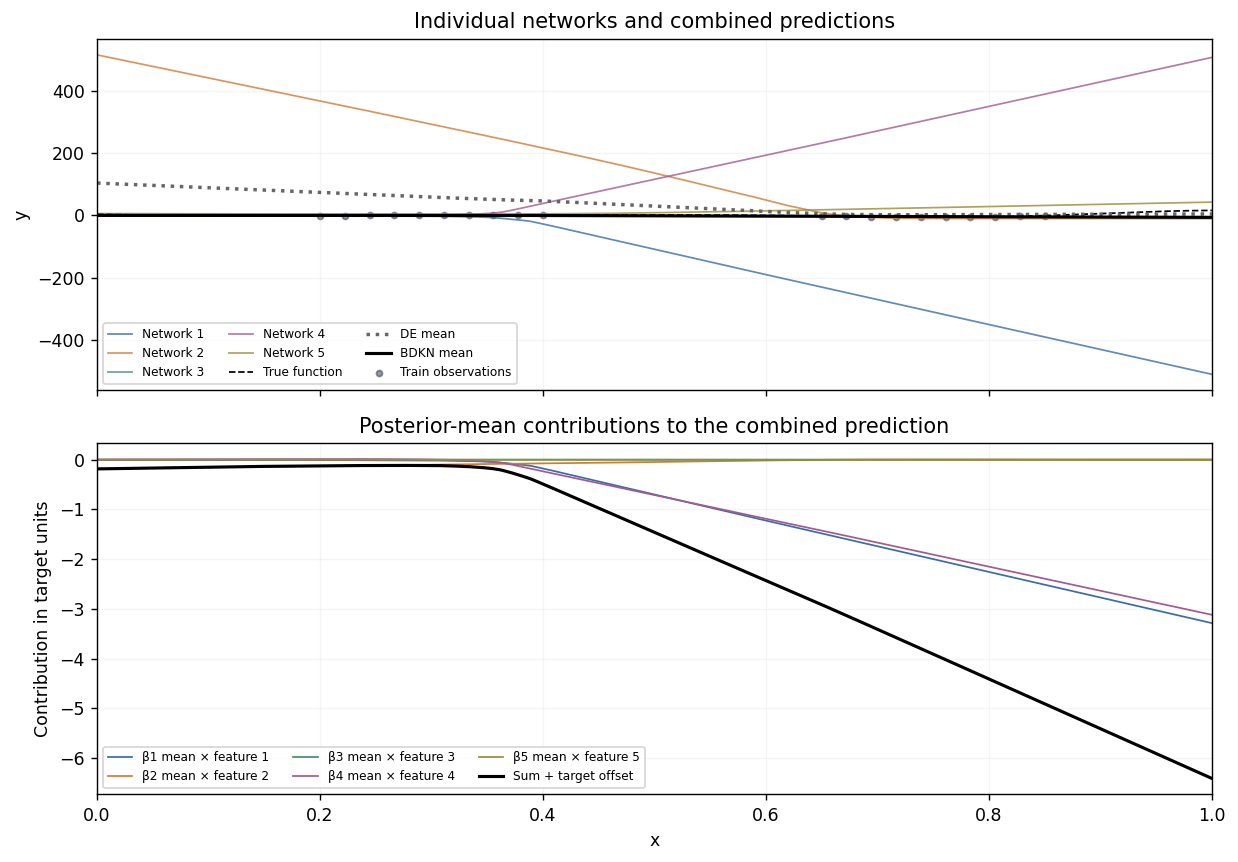 Individual networks and combined predictions
400
200
0
−200
−400
y
Network 1
Network 2
Network 3
Network 4
Network 5
True function
DE mean
BDKN mean
Train observations
Posterior-mean contributions to the combined prediction
0
−1
−2
−3
−4
−5
−6
Contribution in target units
β1 mean × feature 1
β2 mean × feature 2
β3 mean × feature 3
β4 mean × feature 4
β5 mean × feature 5
Sum + target offset
0.0 0.2 0.4 0.6 0.8 1.0
x